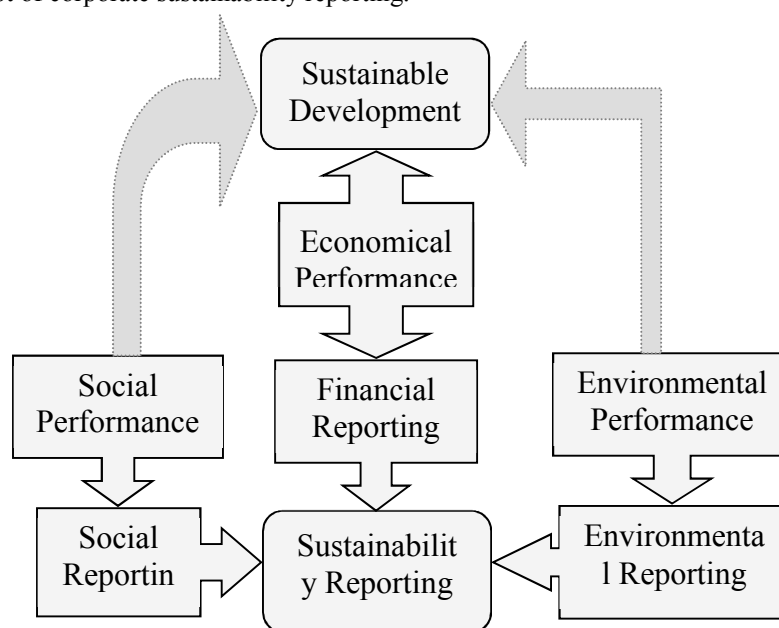 st of corporate sustainability reporting.
Sustainable
Development
Economical
Performance
Social
Performance
Financial
Reporting
Environmental
Performance
Social
Reportin
Sustainabilit
y Reporting
Environmenta
l Reporting